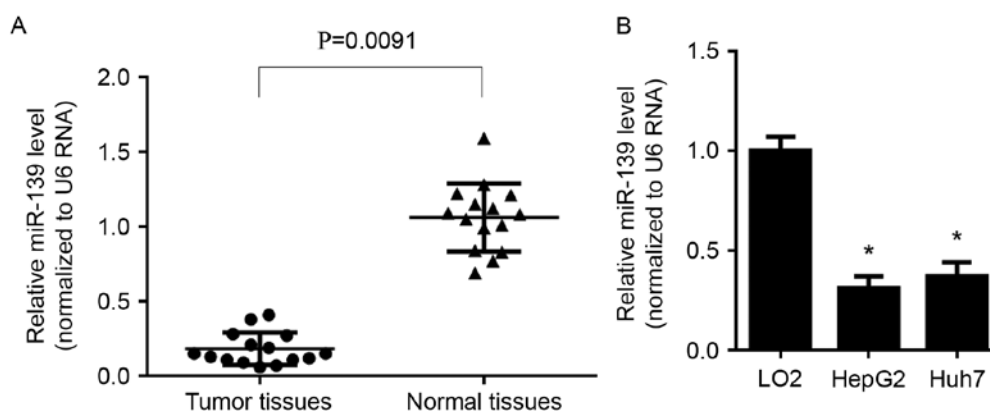 A
P=0.0091
Relative miR-139 level
(normalized to U6 RNA)
2.0
1.5
1.0
0.5
0.0
Tumor tissues
Normal tissues
B
Relative miR-139 level
(normalized to U6 RNA)
1.5
1.0
0.5
0.0
*
*
LO2
HepG2
Huh7